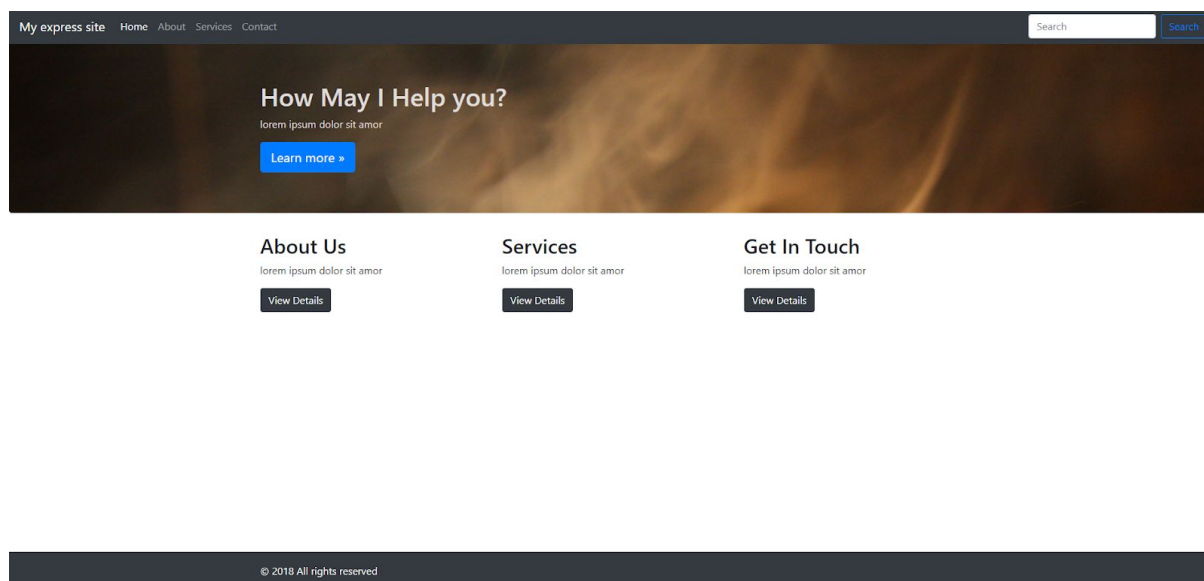 My express site Home About Services Contact Search Search
How May I Help you?
lorem ipsum dolor sit amor
Learn more »
About Us
lorem ipsum dolor sit amor
View Details
Services
lorem ipsum dolor sit amor
View Details
Get In Touch
lorem ipsum dolor sit amor
View Details
© 2018 All rights reserved